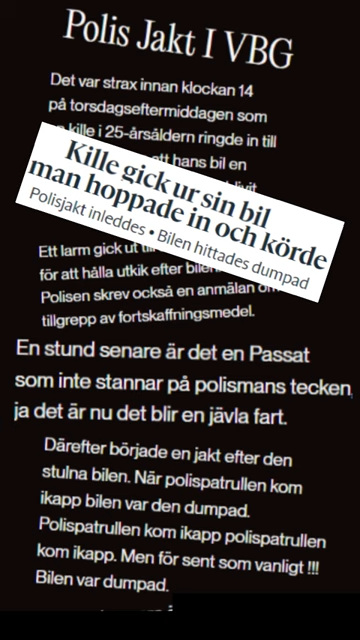 Polis Jakt I VBG
Det var strax innan klockan 14
på torsdagseftermiddagen som
kille i 25-årsåldern ringde in till
att hans bil en
Kille gick ur sin bil
man hoppade in och körde
Polisjakt inleddes • Bilen hittades dumpad
Ett larm gick ut
för att hålla utkik efter bilen
Polisen skrev också en anmälan om
tillgrepp av fortskaffningsmedel.
En stund senare är det en Passat
som inte stannar på polismans tecken,
ja det är nu det blir en jävla fart.
Därefter började en jakt efter den
stulna bilen. När polispatrullen kom
ikapp bilen var den dumpad.
Polispatrullen kom ikapp polispatrullen
kom ikapp. Men för sent som vanligt !!!
Bilen var dumpad.